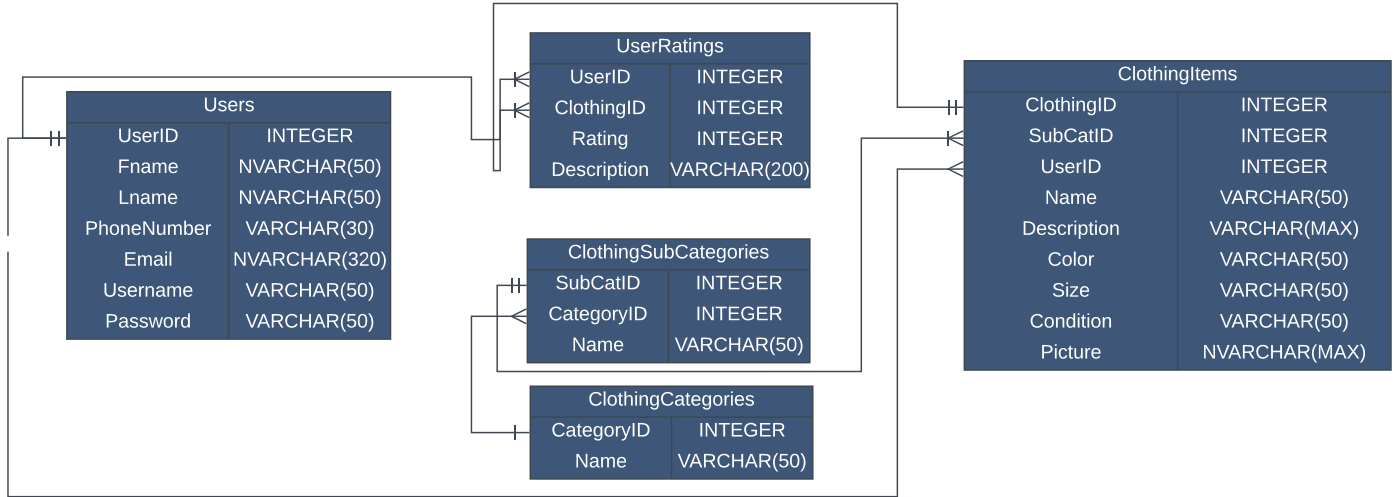 Users
UserID INTEGER
Fname NVARCHAR(50)
Lname NVARCHAR(50)
PhoneNumber VARCHAR(30)
Email NVARCHAR(320)
Username VARCHAR(50)
Password VARCHAR(50)
UserRatings
UserID INTEGER
ClothingID INTEGER
Rating INTEGER
Description VARCHAR(200)
ClothingSubCategories
SubCatID INTEGER
CategoryID INTEGER
Name VARCHAR(50)
ClothingCategories
CategoryID INTEGER
Name VARCHAR(50)
ClothingItems
ClothingID INTEGER
SubCatID INTEGER
UserID INTEGER
Name VARCHAR(50)
Description VARCHAR(MAX)
Color VARCHAR(50)
Size VARCHAR(50)
Condition VARCHAR(50)
Picture NVARCHAR(MAX)